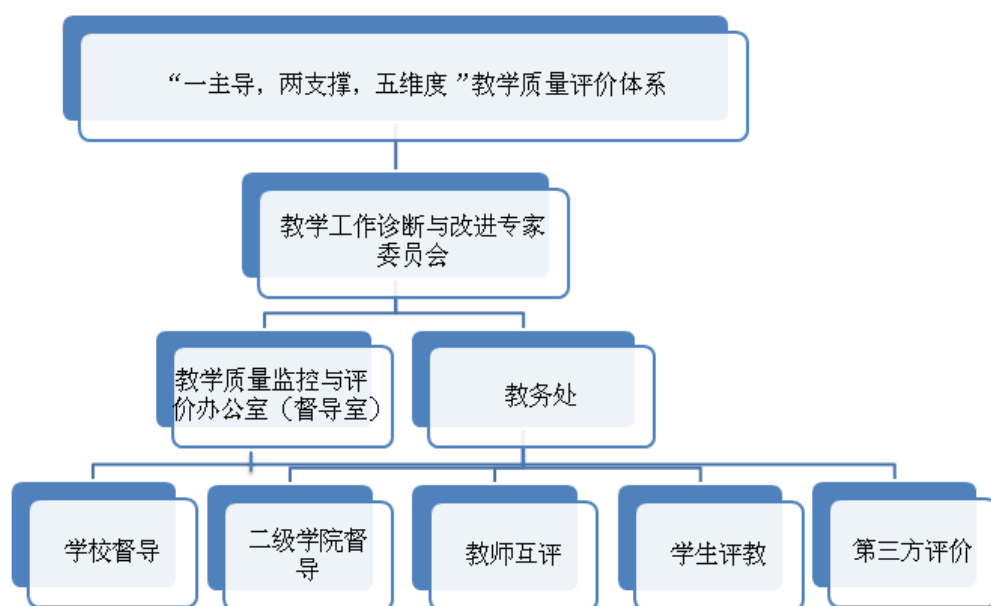 “一主导，两支撑，五维度”教学质量评价体系
教学工作诊断与改进专家
委员会
教学质量监控与评
价办公室（督导室）
教务处
学校督导
二级学院督
导
教师互评
学生评教
第三方评价